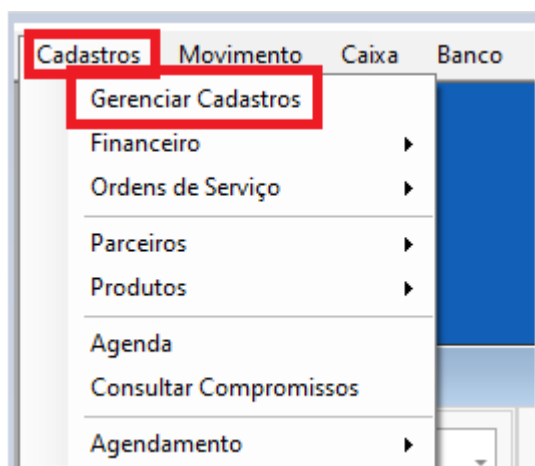 Cadastros Movimento Caixa Banco
Gerenciar Cadastros
Financeiro
Ordens de Serviço
Parceiros
Produtos
Agenda
Consultar Compromissos
Agendamento